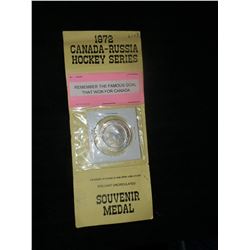 1972
CANADA-RUSSIA
HOCKEY SERIES
REMEMBER THE FAMOUS GOAL
THAT WON FOR CANADA
SOUVENIR
MEDAL